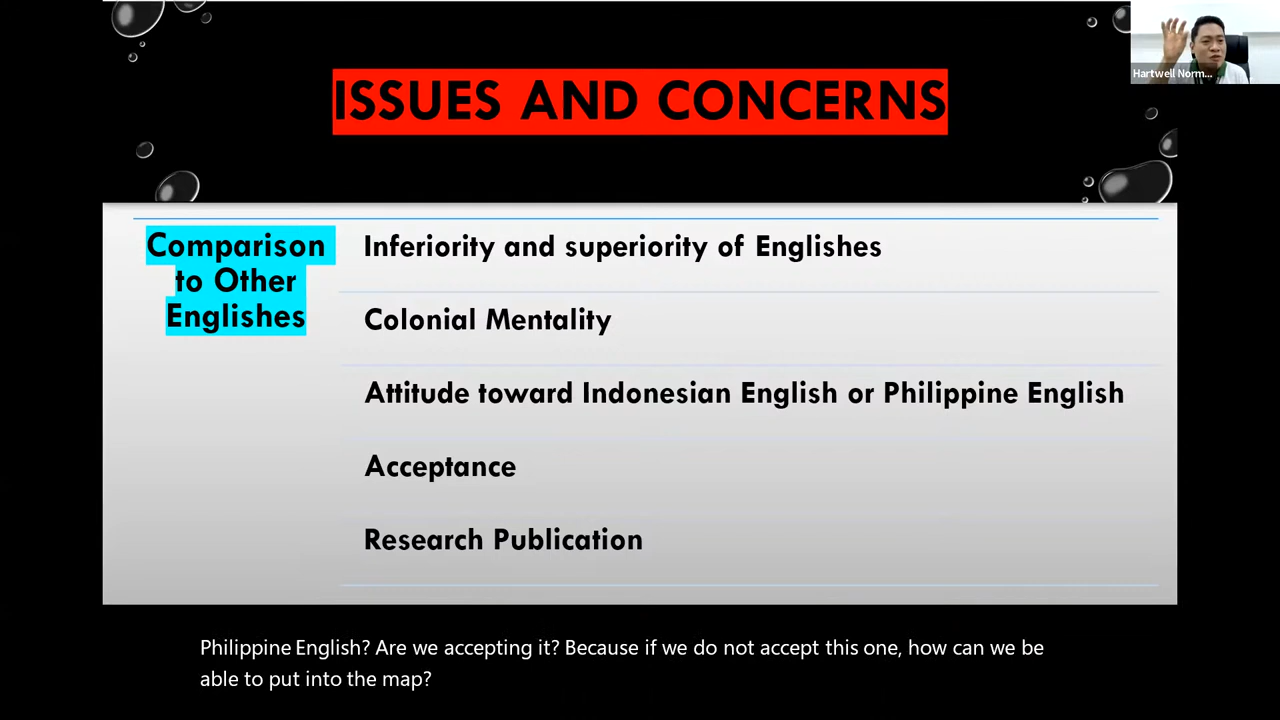 Hartwell Norm...
ISSUES AND CONCERNS
Comparison
to Other
Englishes
Inferiority and superiority of Englishes
Colonial Mentality
Attitude toward Indonesian English or Philippine English
Acceptance
Research Publication
Philippine English? Are we accepting it? Because if we do not accept this one, how can we be
able to put into the map?